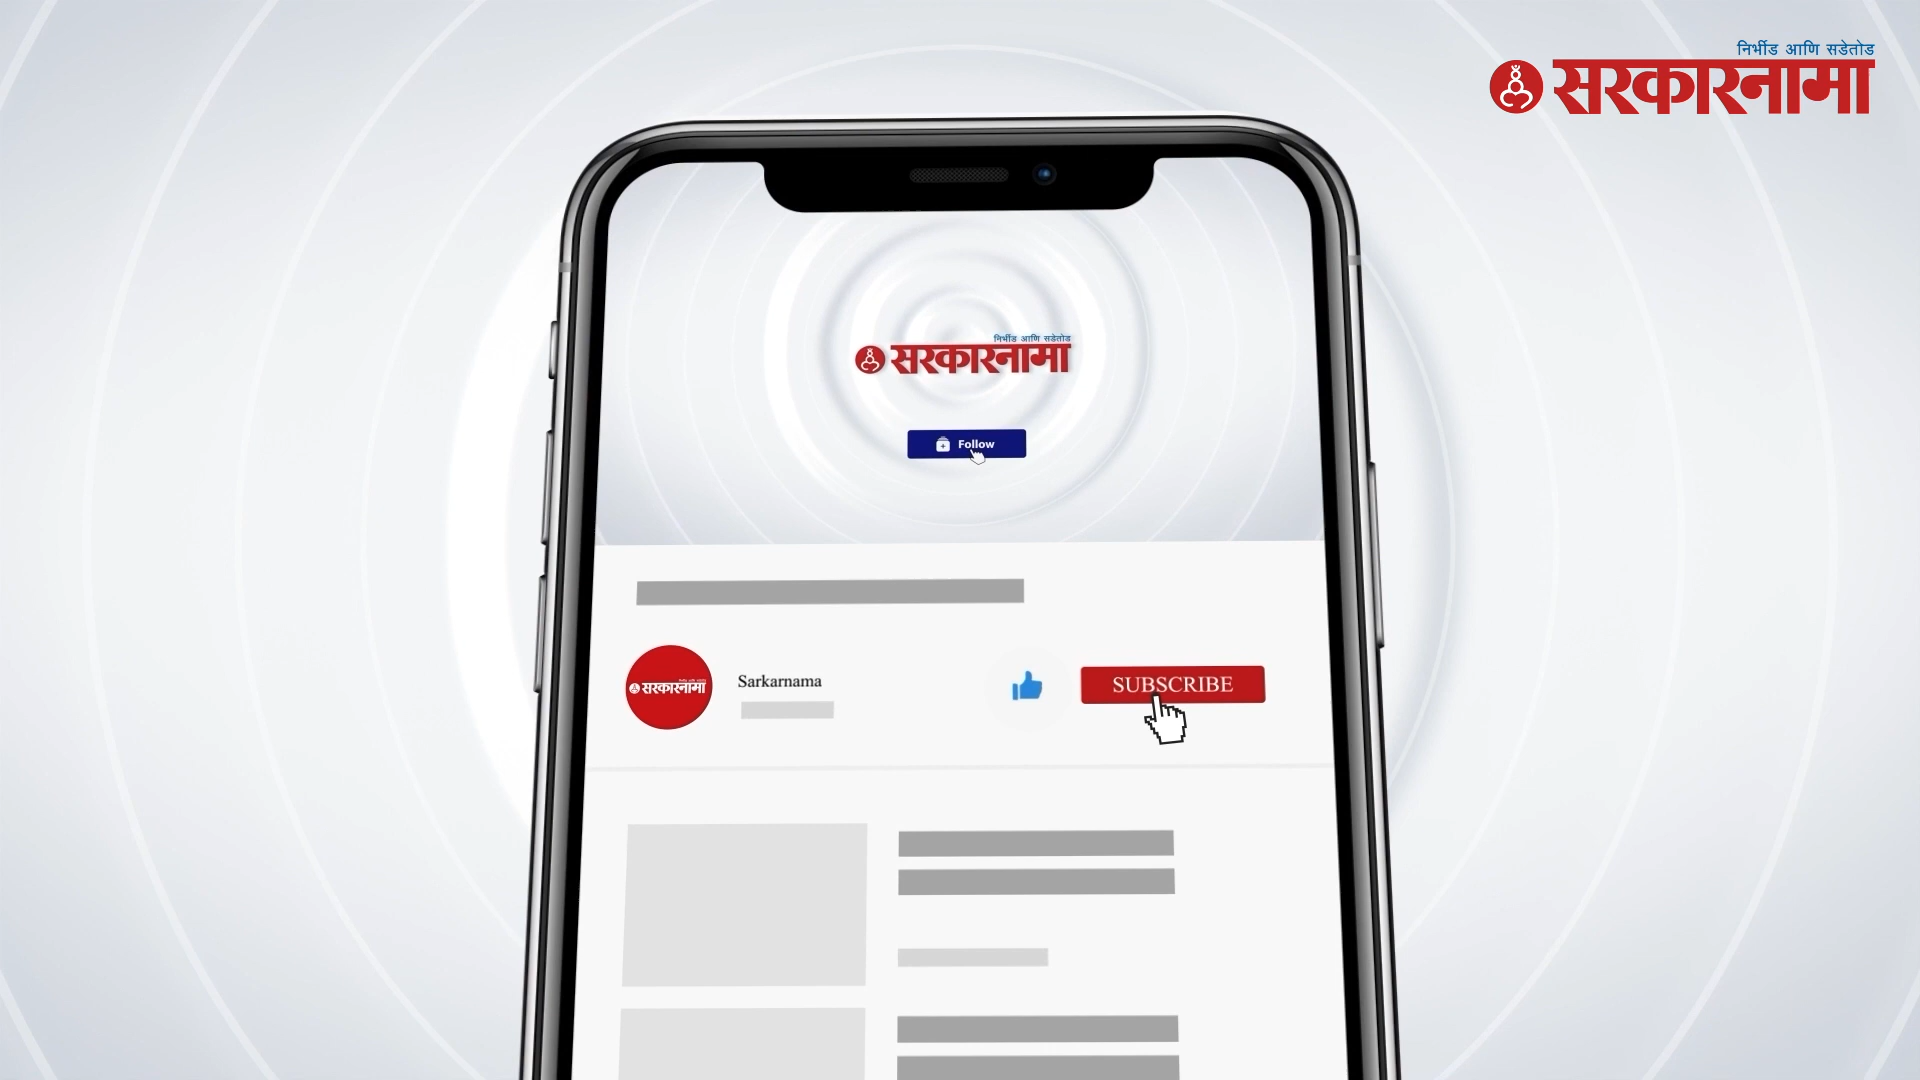 निर्भीड आणि सडेतोड
सरकारनामा
निर्भीड आणि सडेतोड
सरकारनामा
Follow
सरकारनामा
Sarkarnama
SUBSCRIBE